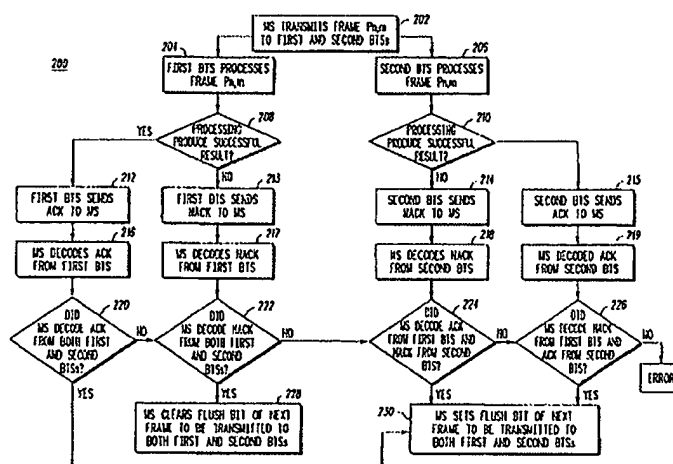 200
202
MS TRANSMITS FRAME Pn,m
TO FIRST AND SECOND BTSs
204
FIRST BTS PROCESSES
FRAME Pn,m
206
SECOND BTS PROCESSES
FRAME Pn,m
208
PROCESSING
PRODUCE SUCCESSFUL
RESULT?
YES
NO
210
PROCESSING
PRODUCE SUCCESSFUL
RESULT?
NO
212
FIRST BTS SENDS
ACK TO MS
213
FIRST BTS SENDS
NACK TO MS
214
SECOND BTS SENDS
NACK TO MS
215
SECOND BTS SENDS
ACK TO MS
216
MS DECODES ACK
FROM FIRST BTS
217
MS DECODES NACK
FROM FIRST BTS
218
MS DECODES NACK
FROM SECOND BTS
219
MS DECODED ACK
FROM SECOND BTS
220
DID
MS DECODE ACK
FROM BOTH FIRST
AND SECOND
BTSs?
NO
YES
222
DID
MS DECODE NACK
FROM BOTH FIRST
AND SECOND
BTSs?
NO
YES
224
DID
MS DECODE ACK
FROM FIRST BTS AND
NACK FROM SECOND
BTS?
NO
YES
226
DID
MS DECODE NACK
FROM FIRST BTS AND
ACK FROM SECOND
BTS?
NO
YES
ERROR
228
MS CLEARS FLUSH BIT OF NEXT
FRAME TO BE TRANSMITTED TO
BOTH FIRST AND SECOND BTSs
230
MS SETS FLUSH BIT OF NEXT
FRAME TO BE TRANSMITTED TO
BOTH FIRST AND SECOND BTSs